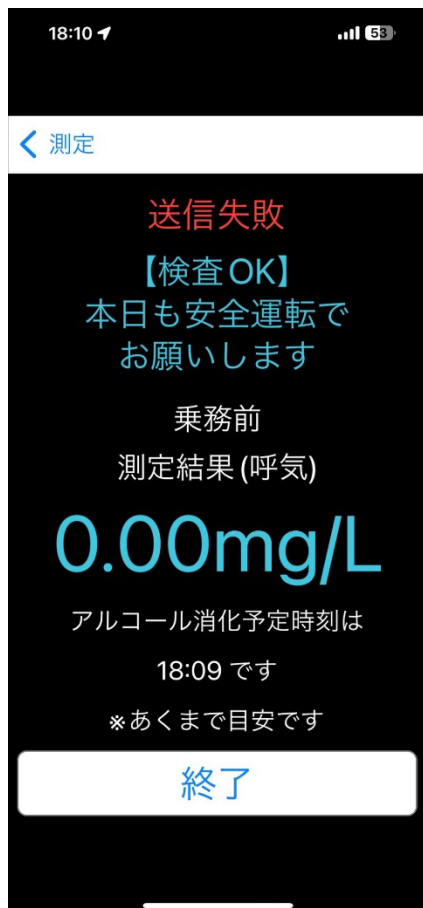 18:10
53
測定
送信失敗
【検査OK】
本日も安全運転で
お願いします
乗務前
測定結果(呼気)
0.00mg/L
アルコール消化予定時刻は
18:09 です
※あくまで目安です
終了